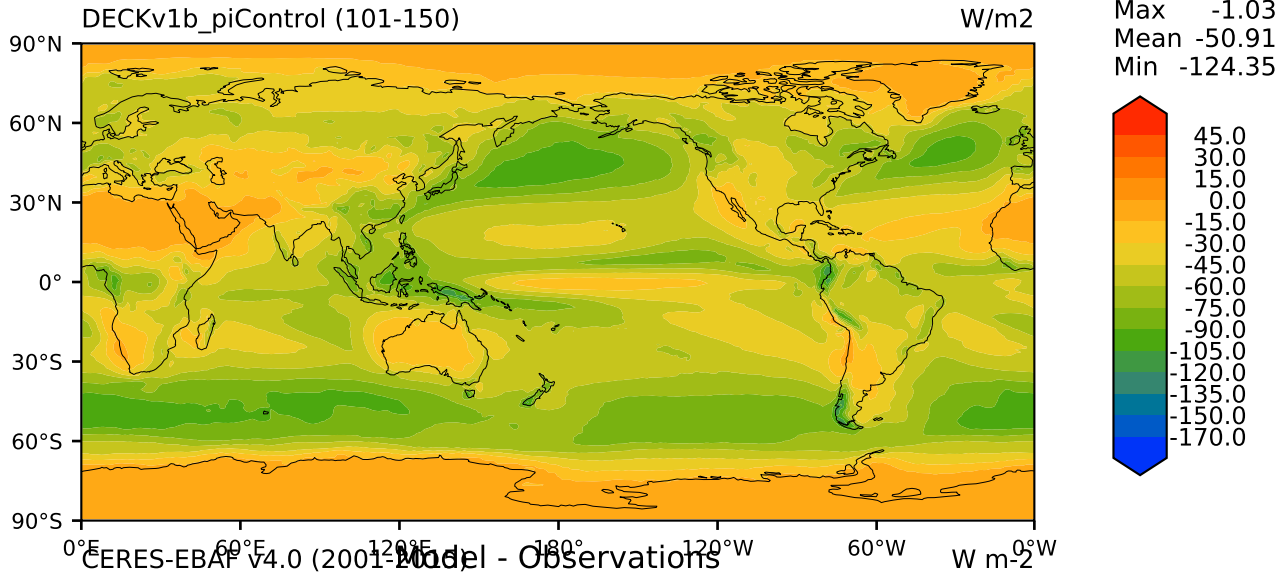 DECKv1b_piControl (101-150)
W/m2
Max -1.03
Mean -50.91
Min -124.35
90°N
60°N
30°N
0°
30°S
60°S
90°S
0°E
60°E
120°E
180°
120°W
60°W
0°W
45.0
30.0
15.0
0.0
-15.0
-30.0
-45.0
-60.0
-75.0
-90.0
-105.0
-120.0
-135.0
-150.0
-170.0
CERES-EBAF v4.0 (2001-
Model - Observations
W m-2